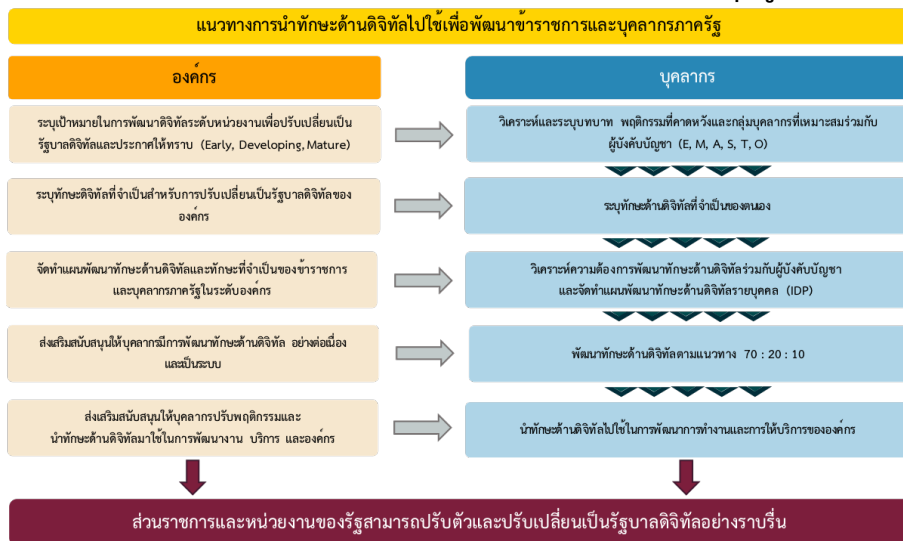 แนวทางการนำทักษะด้านดิจิทัลไปใช้เพื่อพัฒนาข้าราชการและบุคลากรภาครัฐ
องค์กร
บุคลากร
ระบุเป้าหมายในการพัฒนาดิจิทัลระดับหน่วยงานเพื่อปรับเปลี่ยนเป็น
รัฐบาลดิจิทัลและประกาศให้ทราบ (Early, Developing, Mature)
วิเคราะห์และระบุบทบาท พฤติกรรมที่คาดหวังและกลุ่มบุคลากรที่เหมาะสมร่วมกับ
ผู้บังคับบัญชา (E, M, A, S, T, O)
ระบุทักษะดิจิทัลที่จำเป็นสำหรับการปรับเปลี่ยนเป็นรัฐบาลดิจิทัลของ
องค์กร
ระบุทักษะด้านดิจิทัลที่จำเป็นของตนเอง
จัดทำแผนพัฒนาทักษะด้านดิจิทัลและทักษะที่จำเป็นของข้าราชการ
และบุคลากรภาครัฐในระดับองค์กร
วิเคราะห์ความต้องการพัฒนาทักษะด้านดิจิทัลร่วมกับผู้บังคับบัญชา
และจัดทำแผนพัฒนาทักษะด้านดิจิทัลรายบุคคล (IDP)
ส่งเสริมสนับสนุนให้บุคลากรมีการพัฒนาทักษะด้านดิจิทัล อย่างต่อเนื่อง
และเป็นระบบ
พัฒนาทักษะด้านดิจิทัลตามแนวทาง 70 : 20 : 10
ส่งเสริมสนับสนุนให้บุคลากรปรับพฤติกรรมและ
นำทักษะด้านดิจิทัลมาใช้ในการพัฒนางาน บริการ และองค์กร
นำทักษะด้านดิจิทัลไปใช้ในการพัฒนาการทำงานและการให้บริการขององค์กร
ส่วนราชการและหน่วยงานของรัฐสามารถปรับตัวและปรับเปลี่ยนเป็นรัฐบาลดิจิทัลอย่างราบรื่น